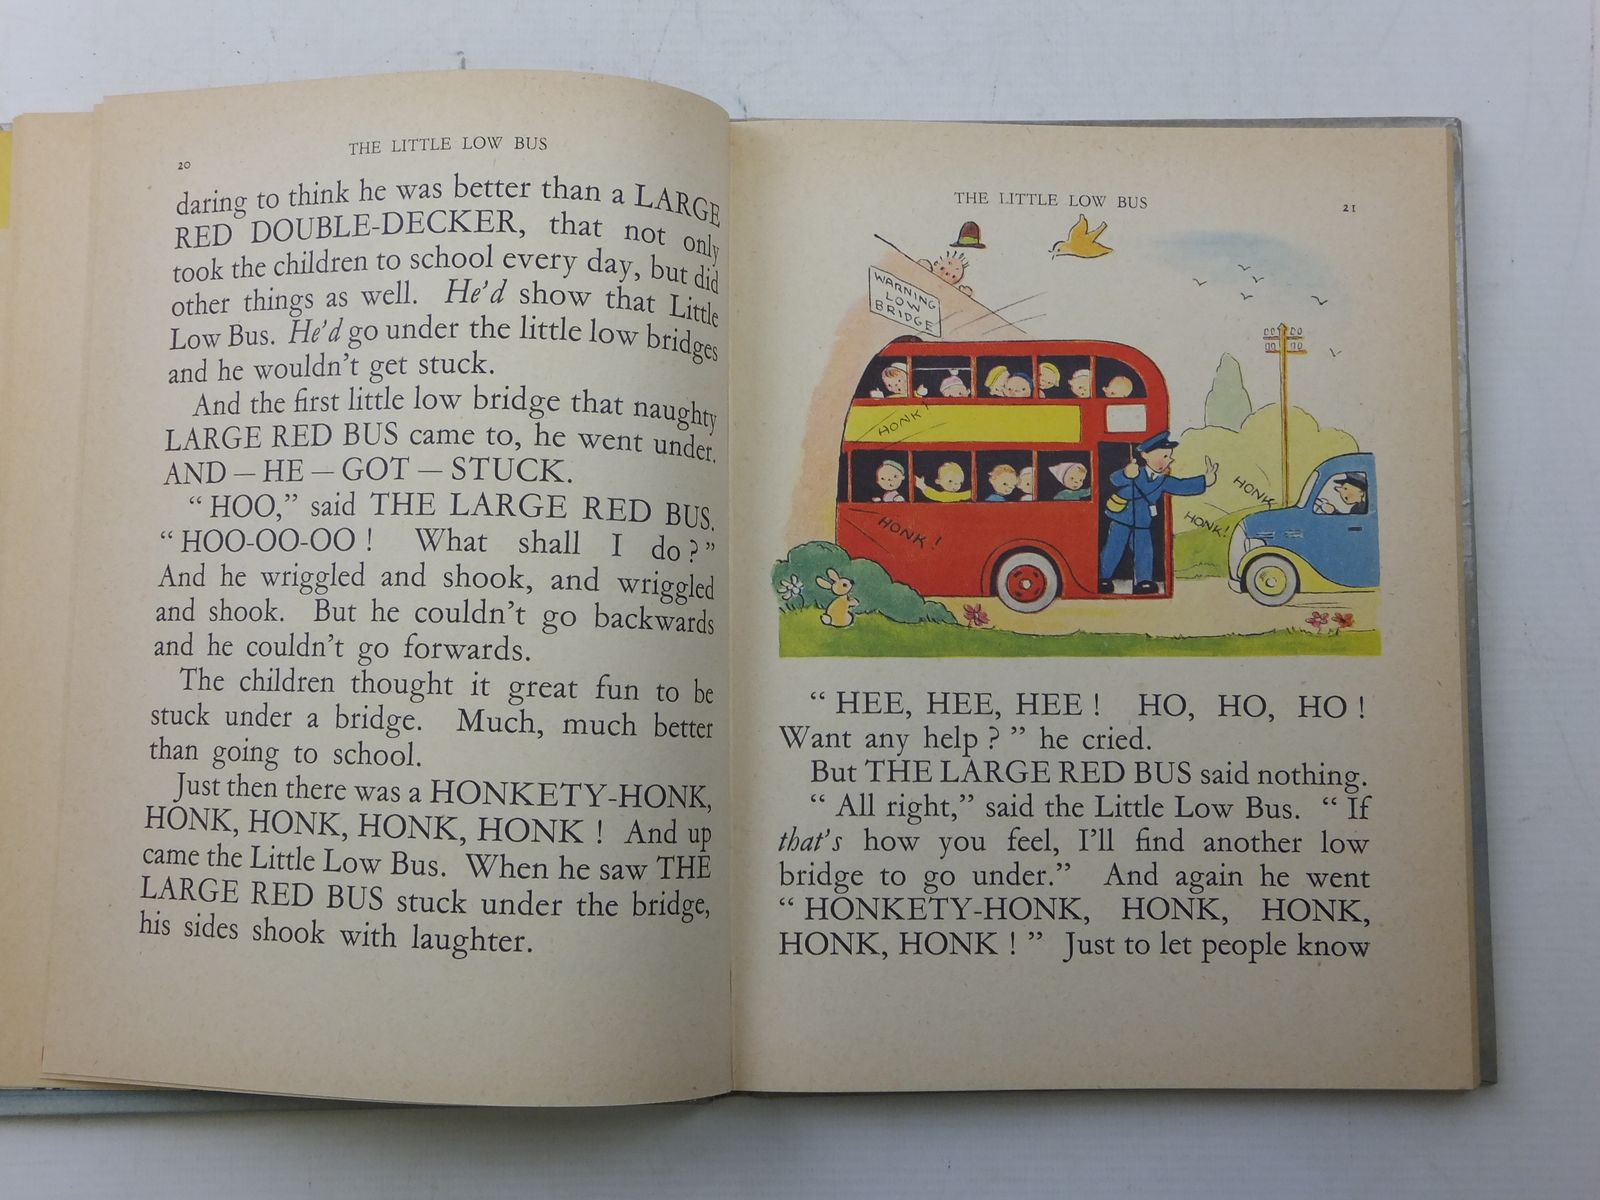 THE LITTLE LOW BUS
20
daring to think he was better than a LARGE
RED DOUBLE-DECKER, that not only
took the children to school every day, but did
other things as well. He'd show that Little
Low Bus. He'd go under the little low bridges
and he wouldn't get stuck.
And the first little low bridge that naughty
LARGE RED BUS came to, he went under.
AND — HE — GOT — STUCK.
“ HOO,” said THE LARGE RED BUS.
“ HOO-OO-OO ! What shall I do ? ”
And he wriggled and shook, and wriggled
and shook. But he couldn't go backwards
and he couldn't go forwards.
The children thought it great fun to be
stuck under a bridge. Much, much better
than going to school.
Just then there was a HONKETY-HONK,
HONK, HONK, HONK, HONK ! And up
came the Little Low Bus. When he saw THE
LARGE RED BUS stuck under the bridge,
his sides shook with laughter.
THE LITTLE LOW BUS
21
WARNING
LOW
BRIDGE
HONK!
HONK!
HONK
HONK!
“ HEE, HEE, HEE ! HO, HO, HO !
Want any help ? ” he cried.
But THE LARGE RED BUS said nothing.
“ All right,” said the Little Low Bus. “ If
that's how you feel, I'll find another low
bridge to go under.” And again he went
“ HONKETY-HONK, HONK, HONK,
HONK, HONK ! ” Just to let people know